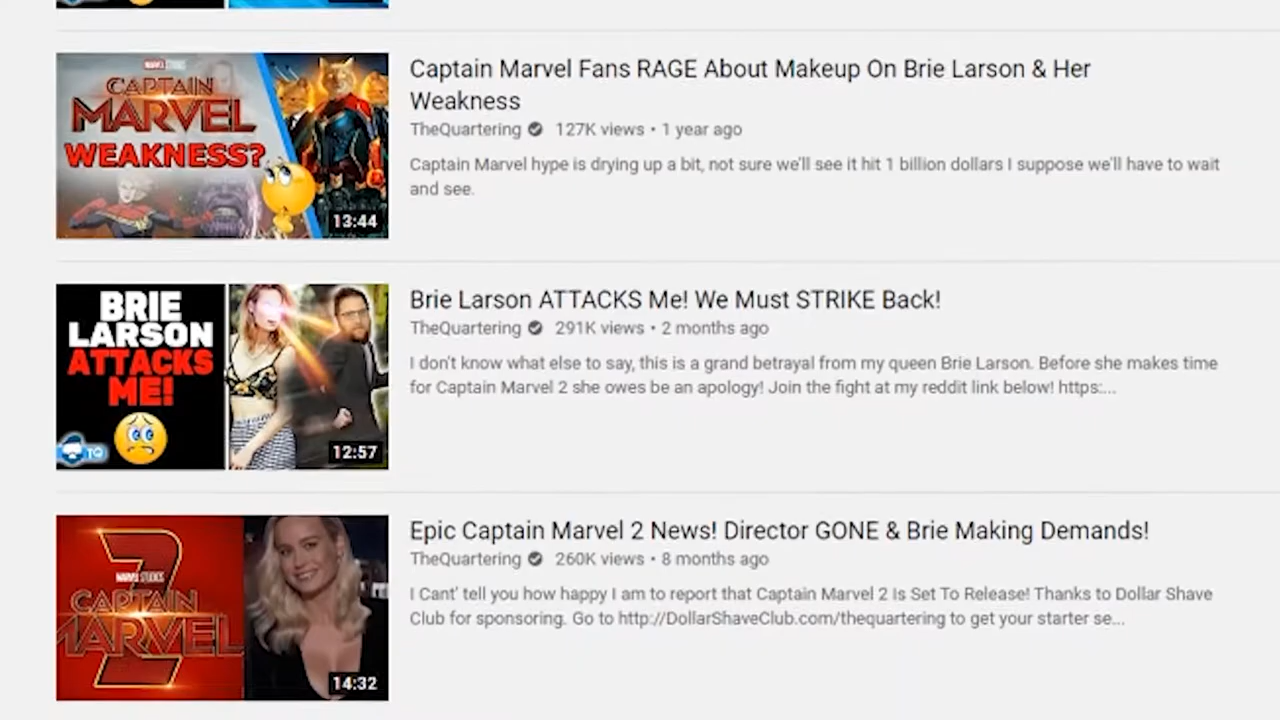 MARVEL STUDIOS
CAPTAIN
MARVEL
WEAKNESS?
13:44
Captain Marvel Fans RAGE About Makeup On Brie Larson & Her
Weakness
TheQuartering 127K views • 1 year ago
Captain Marvel hype is drying up a bit, not sure we'll see it hit 1 billion dollars I suppose we'll have to wait
and see.
BRIE
LARSON
ATTACKS
ME!
TQ
12:57
Brie Larson ATTACKS Me! We Must STRIKE Back!
TheQuartering 291K views • 2 months ago
I don't know what else to say, this is a grand betrayal from my queen Brie Larson. Before she makes time
for Captain Marvel 2 she owes be an apology! Join the fight at my reddit link below! https:...
2
MARVEL STUDIOS
CAPTAIN
MARVEL
14:32
Epic Captain Marvel 2 News! Director GONE & Brie Making Demands!
TheQuartering 260K views • 8 months ago
I Cant' tell you how happy I am to report that Captain Marvel 2 Is Set To Release! Thanks to Dollar Shave
Club for sponsoring. Go to http://DollarShaveClub.com/thequartering to get your starter se...